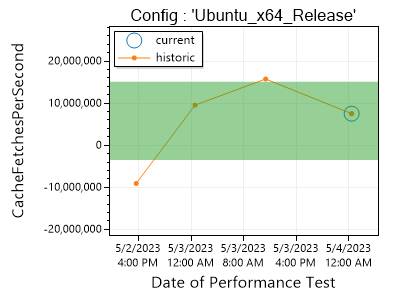 Config : 'Ubuntu_x64_Release'
current
historic
CacheFetchesPerSecond
20,000,000
10,000,000
0
-10,000,000
-20,000,000
5/2/2023 5/3/2023 5/3/2023 5/3/2023 5/4/2023
4:00 PM 12:00 AM 8:00 AM 4:00 PM 12:00 AM
Date of Performance Test